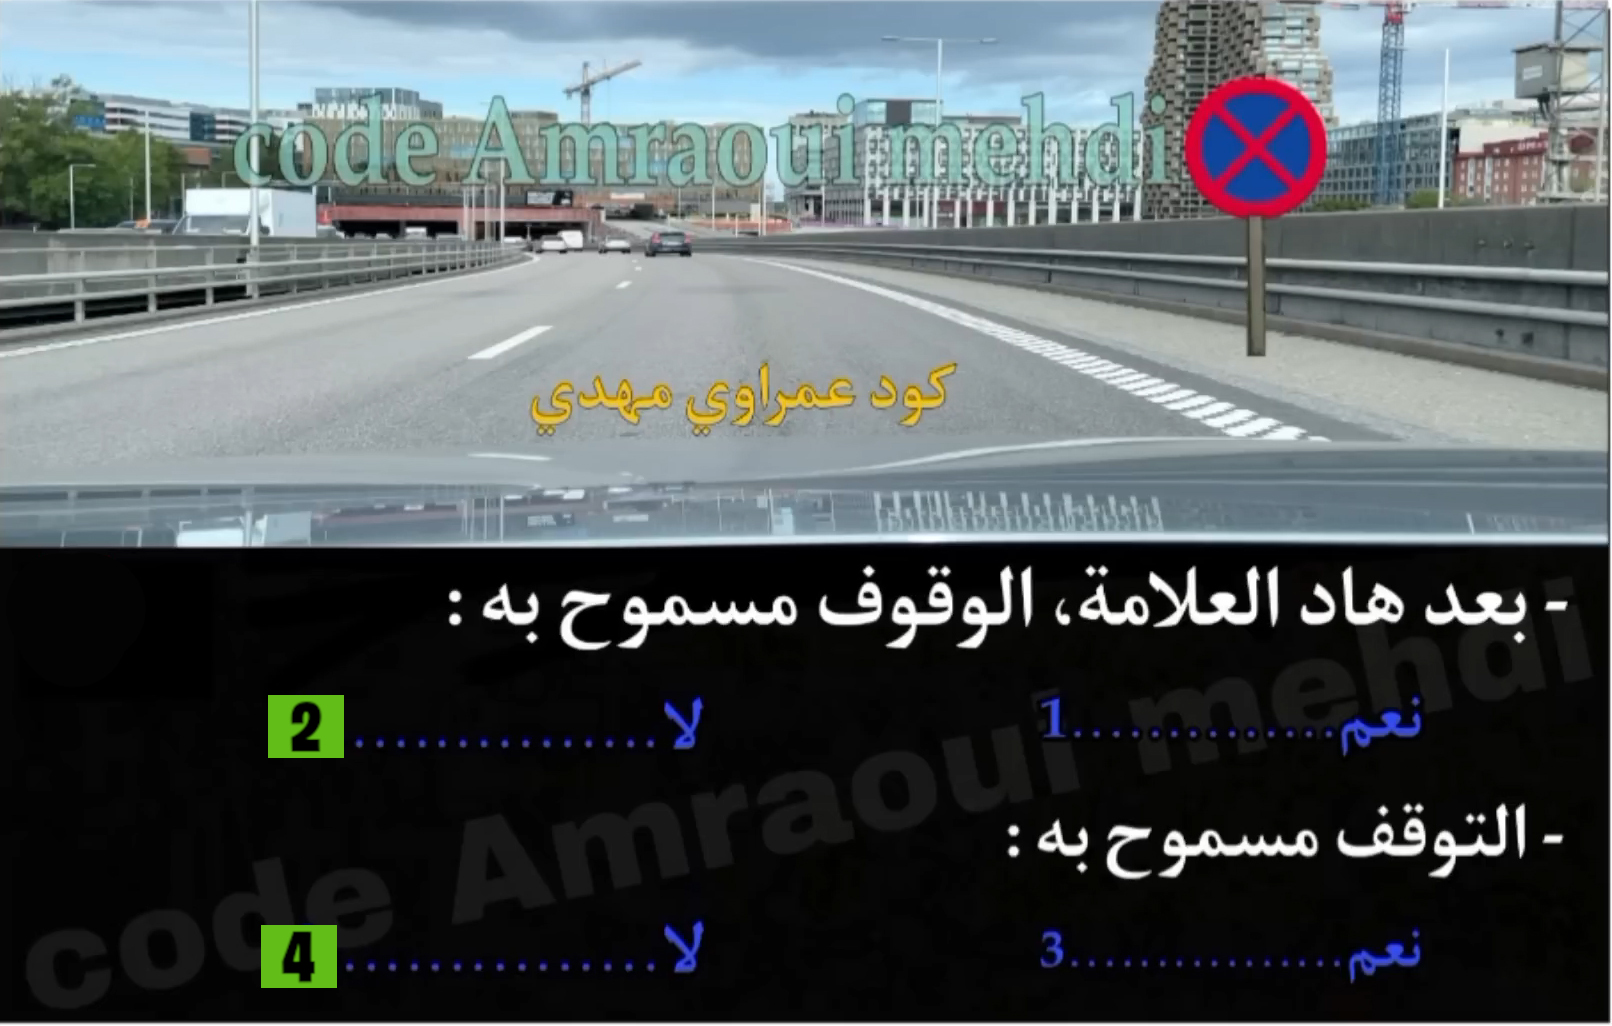 code Amraoui mehdi
كود عمراوي مهدي
- بعد هاد العلامة، الوقوف مسموح به :
نعم..............1 لا...............2
- التوقف مسموح به :
نعم...............3 لا................4
code Amraoui mehdi